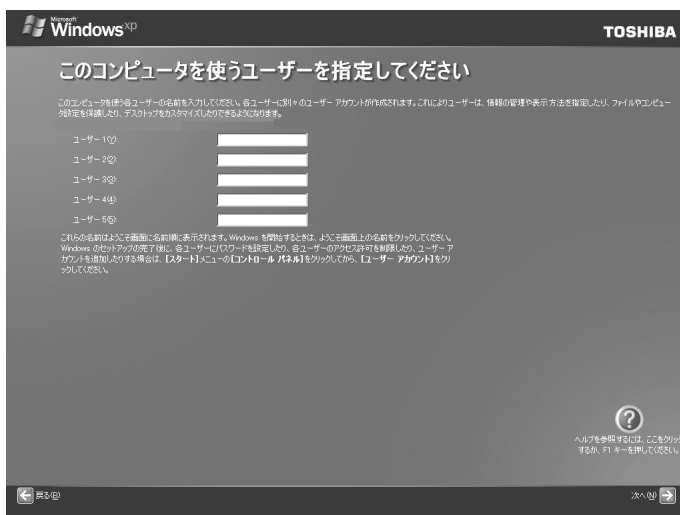 Microsoft
Windows xp
TOSHIBA
このコンピュータを使うユーザーを指定してください
このコンピュータを使う各ユーザーの名前を入力してください。各ユーザーに別々のユーザー アカウントが作成されます。これによりユーザーは、情報の管理や表示方法を指定したり、ファイルやコンピュー
タ設定を保護したり、デスクトップをカスタマイズしたりできるようになります。
ユーザー 1(Y):
ユーザー 2(2):
ユーザー 3(3):
ユーザー 4(4):
ユーザー 5(5):
これらの名前はようこそ画面に名前順に表示されます。Windows を開始するときは、ようこそ画面上の名前をクリックしてください。
Windows のセットアップの完了後に、各ユーザーにパスワードを設定したり、各ユーザーのアクセス許可を制限したり、ユーザー ア
カウントを追加したりする場合は、[スタート] メニューの [コントロール パネル] をクリックしてから、[ユーザー アカウント] をクリ
ックしてください。
ヘルプを参照するには、ここをクリック
するか、F1 キーを押してください。
戻る(B)
次へ(N)